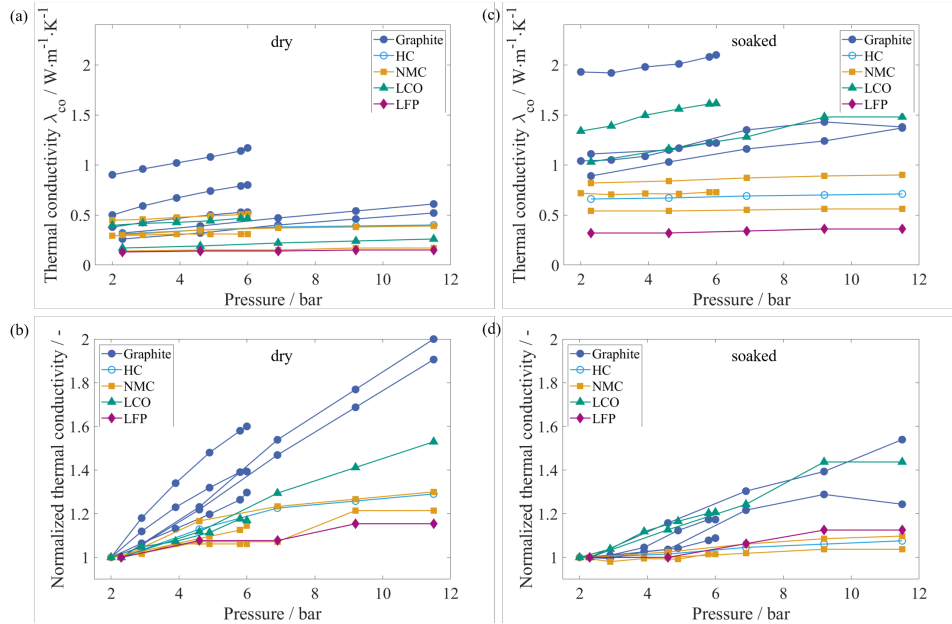 (a)
Thermal conductivity λco / W·m−1·K−1
2
1.5
1
0.5
0
dry
Graphite
HC
NMC
LCO
LFP
0 2 4 6 8 10 12
Pressure / bar
(c)
Thermal conductivity λco / W·m−1·K−1
2
1.5
1
0.5
0
soaked
Graphite
HC
NMC
LCO
LFP
2 4 6 8 10 12
Pressure / bar
(b)
Normalized thermal conductivity / -
2
1.8
1.6
1.4
1.2
1
dry
Graphite
HC
NMC
LCO
LFP
2 4 6 8 10 12
Pressure / bar
(d)
Normalized thermal conductivity / -
2
1.8
1.6
1.4
1.2
1
soaked
Graphite
HC
NMC
LCO
LFP
2 4 6 8 10 12
Pressure / bar